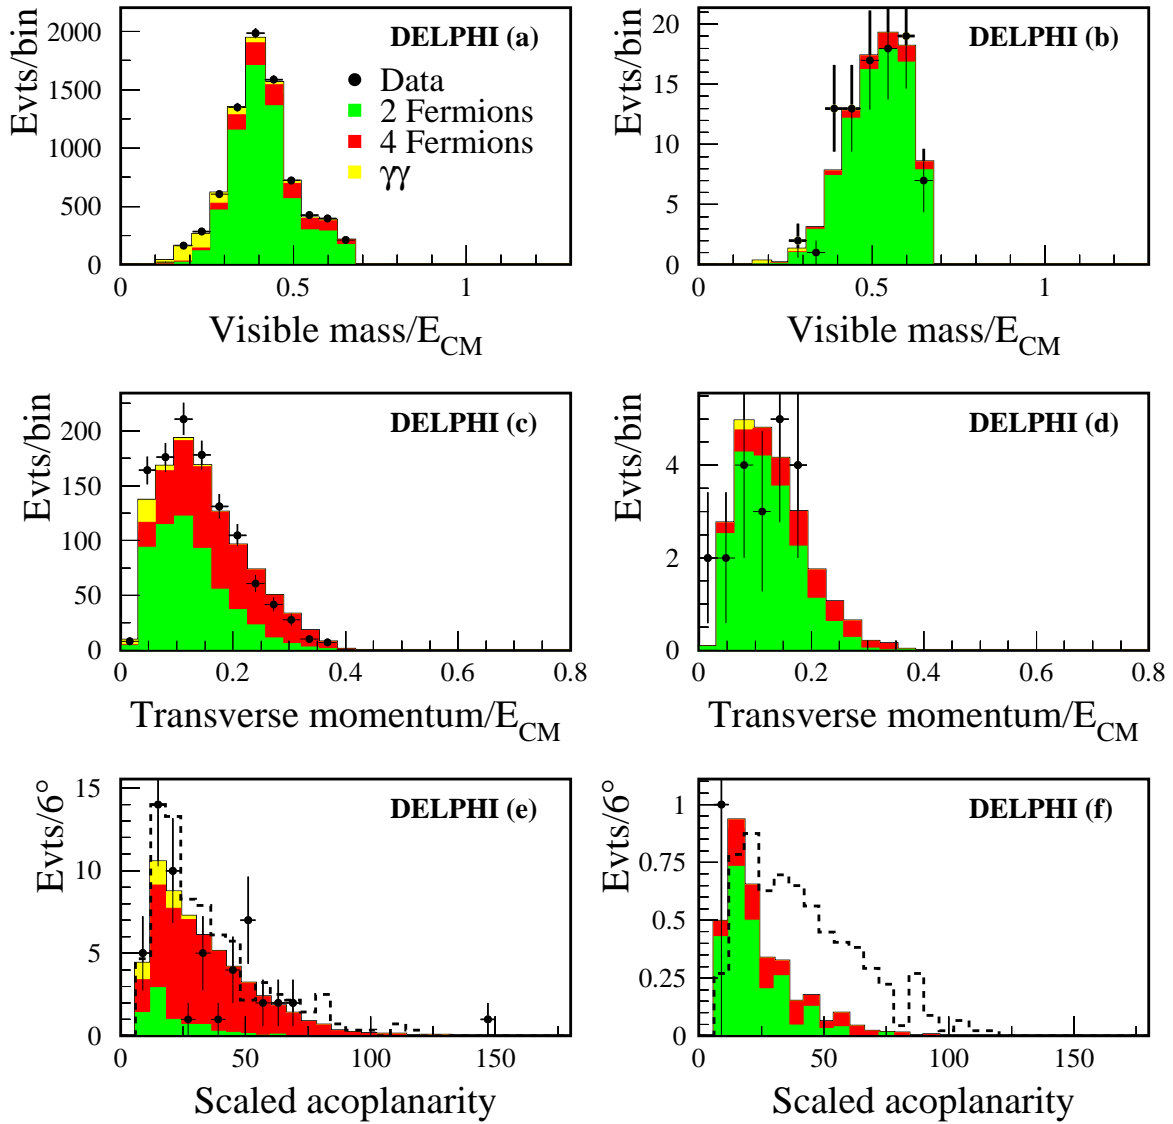 DELPHI (a)
Evts/bin
2000
1500
1000
500
0
Data
2 Fermions
4 Fermions
γγ
0 0.5 1
Visible mass/E_CM
DELPHI (b)
Evts/bin
20
15
10
5
0
0 0.5 1
Visible mass/E_CM
DELPHI (c)
Evts/bin
200
150
100
50
0
0 0.2 0.4 0.6 0.8
Transverse momentum/E_CM
DELPHI (d)
Evts/bin
4
2
0
0 0.2 0.4 0.6 0.8
Transverse momentum/E_CM
DELPHI (e)
Evts/6°
15
10
5
0
0 50 100 150
Scaled acoplanarity
DELPHI (f)
Evts/6°
1
0.75
0.5
0.25
0
0 50 100 150
Scaled acoplanarity